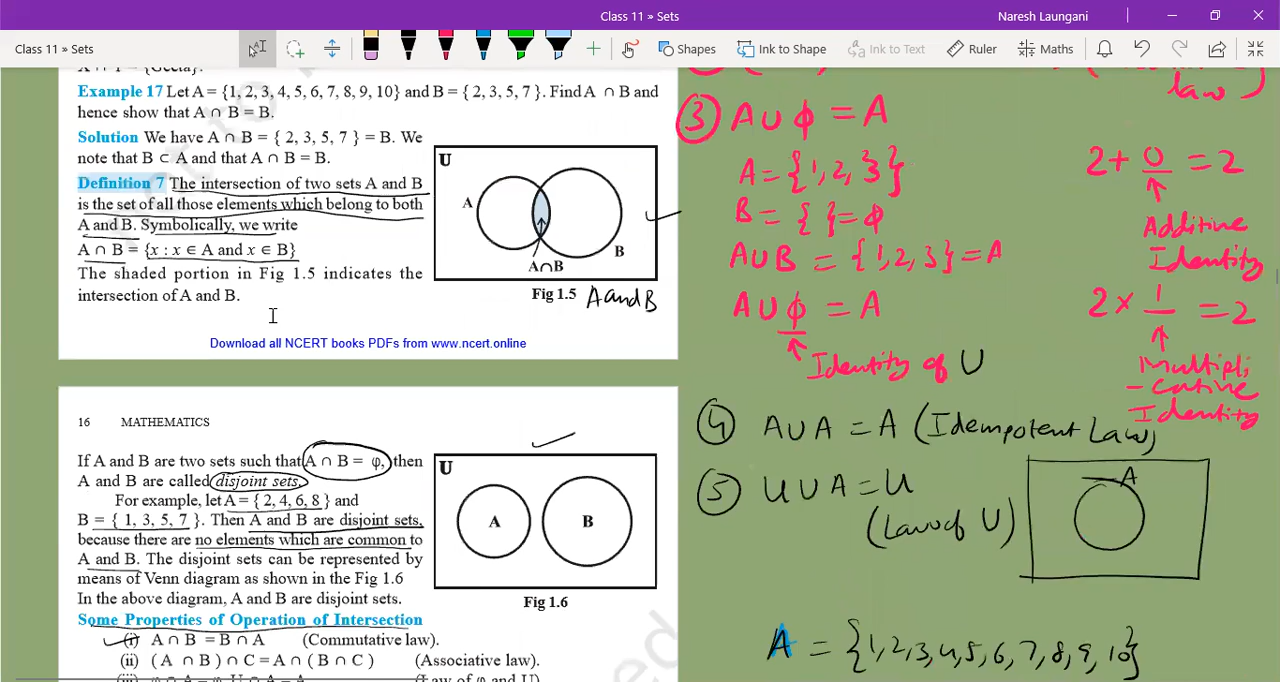 Class 11 » Sets
Naresh Laungani
Class 11 » Sets
Shapes
Ink to Shape
Ink to Text
Ruler
Maths
Example 17 Let A = {1, 2, 3, 4, 5, 6, 7, 8, 9, 10} and B = { 2, 3, 5, 7 }. Find A ∩ B and
hence show that A ∩ B = B.
Solution We have A ∩ B = { 2, 3, 5, 7 } = B. We
note that B ⊂ A and that A ∩ B = B.
Definition 7 The intersection of two sets A and B
is the set of all those elements which belong to both
A and B. Symbolically, we write
A ∩ B = {x : x ∈ A and x ∈ B}
The shaded portion in Fig 1.5 indicates the
intersection of A and B.
U
A
B
A∩B
Fig 1.5
A and B
Download all NCERT books PDFs from www.ncert.online
16 MATHEMATICS
If A and B are two sets such that A ∩ B = φ, then
A and B are called disjoint sets.
For example, let A = { 2, 4, 6, 8 } and
B = { 1, 3, 5, 7 }. Then A and B are disjoint sets,
because there are no elements which are common to
A and B. The disjoint sets can be represented by
means of Venn diagram as shown in the Fig 1.6
In the above diagram, A and B are disjoint sets.
U
A
B
Fig 1.6
Some Properties of Operation of Intersection
(i) A ∩ B = B ∩ A (Commutative law).
(ii) ( A ∩ B ) ∩ C = A ∩ ( B ∩ C ) (Associative law).
law)
③ A ∪ ϕ = A
A = {1, 2, 3}
B = { } = ϕ
A ∪ B = {1, 2, 3} = A
A ∪ ϕ = A
Identity of U
2 + 0 = 2
Additive
Identity
2 × 1 = 2
Multipli
-cative
Identity
④ A ∪ A = A (Idempotent Law)
⑤ U ∪ A = U
(Law of U)
A
A = {1, 2, 3, 4, 5, 6, 7, 8, 9, 10}